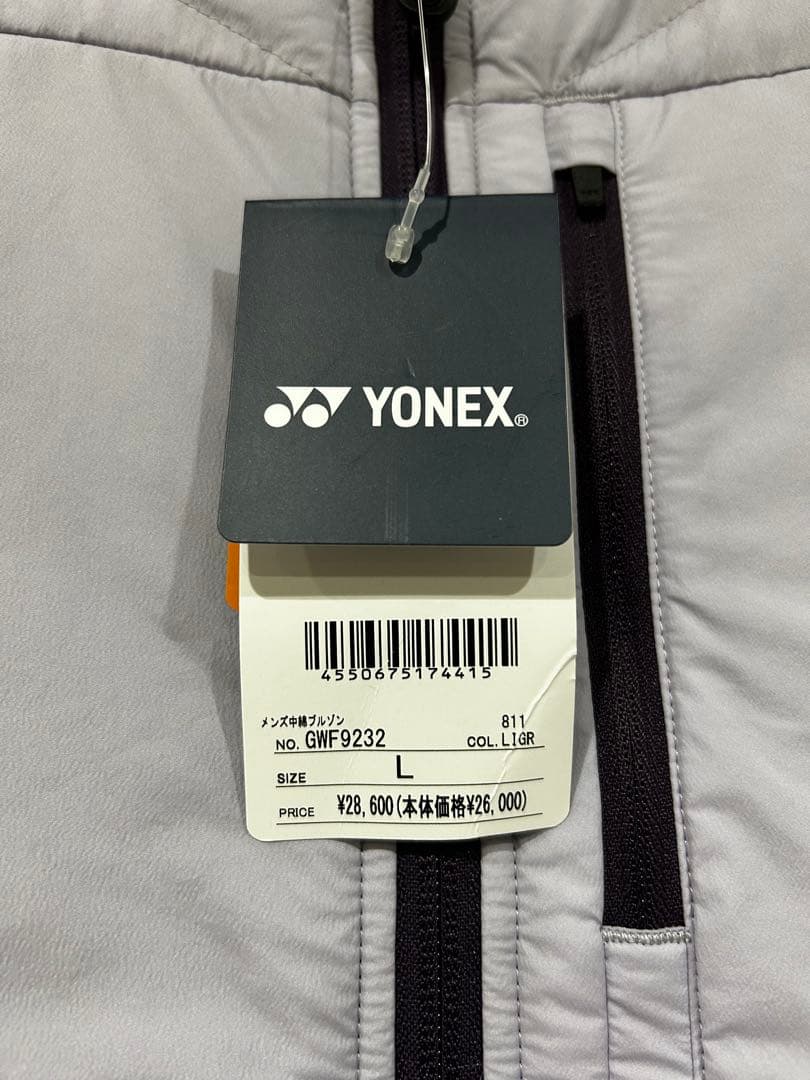 YONEX®
4550675174415
メンズ中綿ブルゾン 811
NO. GWF9232 COL. LIGR
SIZE L
PRICE ¥28,600(本体価格¥26,000)